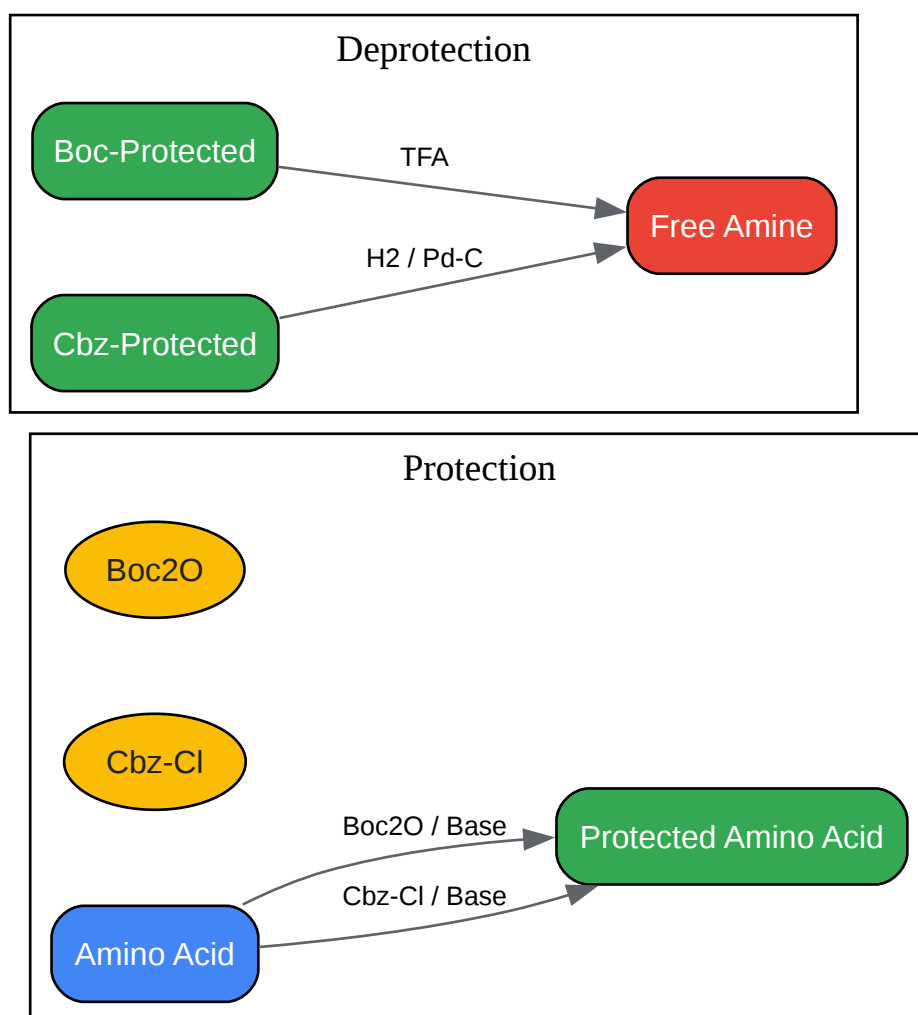 Deprotection
Boc-Protected
TFA
Free Amine
H2 / Pd-C
Cbz-Protected
Protection
Boc2O
Cbz-Cl
Boc2O / Base
Protected Amino Acid
Cbz-Cl / Base
Amino Acid